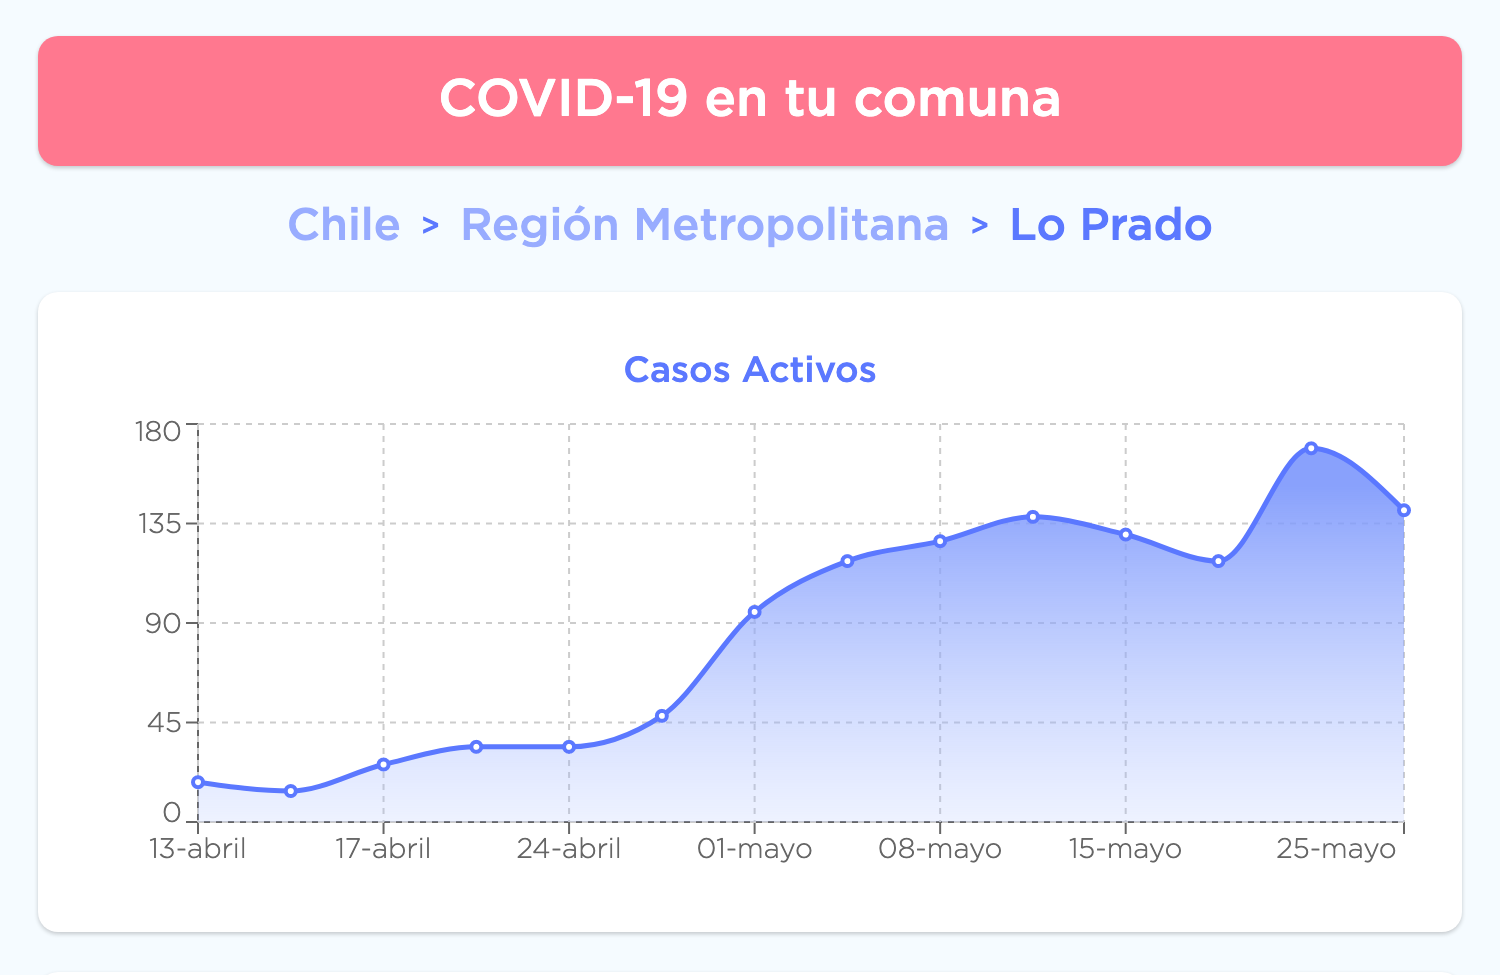 COVID-19 en tu comuna
Chile > Región Metropolitana > Lo Prado
Casos Activos
180
135
90
45
0
13-abril 17-abril 24-abril 01-mayo 08-mayo 15-mayo 25-mayo